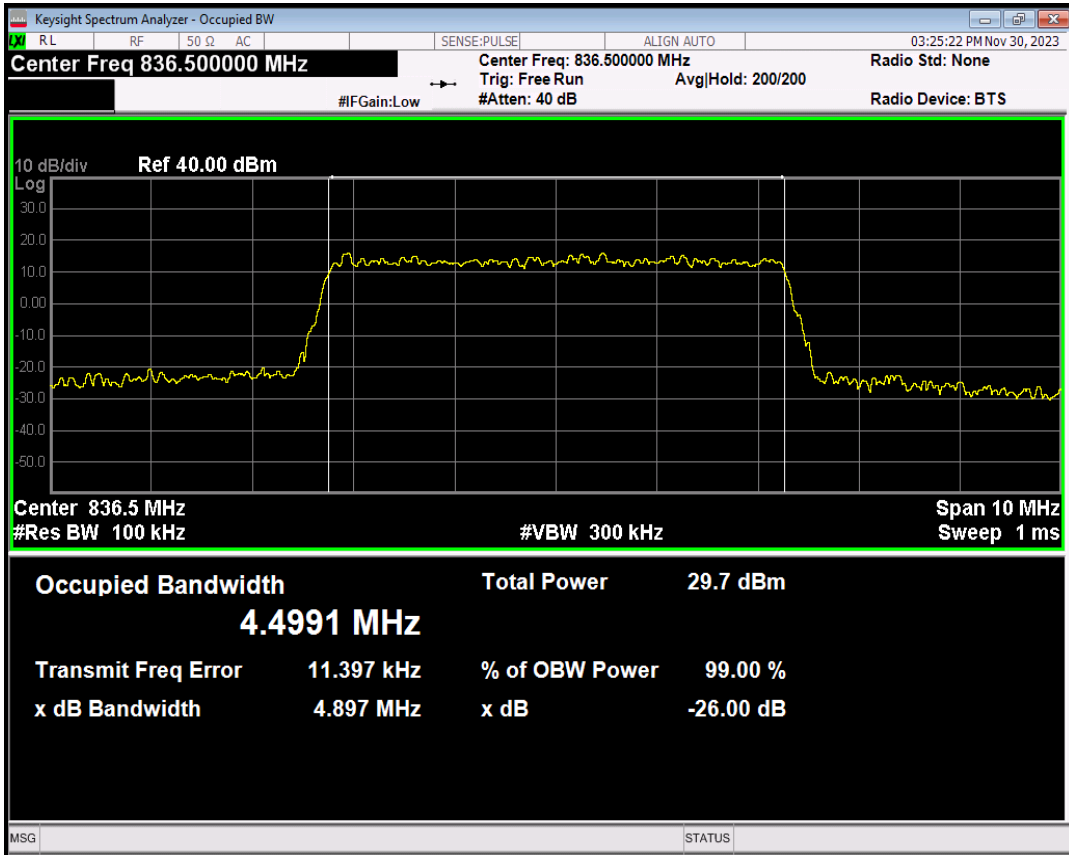 Keysight Spectrum Analyzer - Occupied BW
LXI RL RF 50 Ω AC SENSE:PULSE ALIGN AUTO 03:25:22 PM Nov 30, 2023
Center Freq 836.500000 MHz Center Freq: 836.500000 MHz Radio Std: None
Trig: Free Run Avg|Hold: 200/200
#IFGain:Low #Atten: 40 dB Radio Device: BTS
10 dB/div Ref 40.00 dBm
Log
30.0
20.0
10.0
0.00
-10.0
-20.0
-30.0
-40.0
-50.0
Center 836.5 MHz Span 10 MHz
#Res BW 100 kHz #VBW 300 kHz Sweep 1 ms
Occupied Bandwidth Total Power 29.7 dBm
4.4991 MHz
Transmit Freq Error 11.397 kHz % of OBW Power 99.00 %
x dB Bandwidth 4.897 MHz x dB -26.00 dB
MSG STATUS